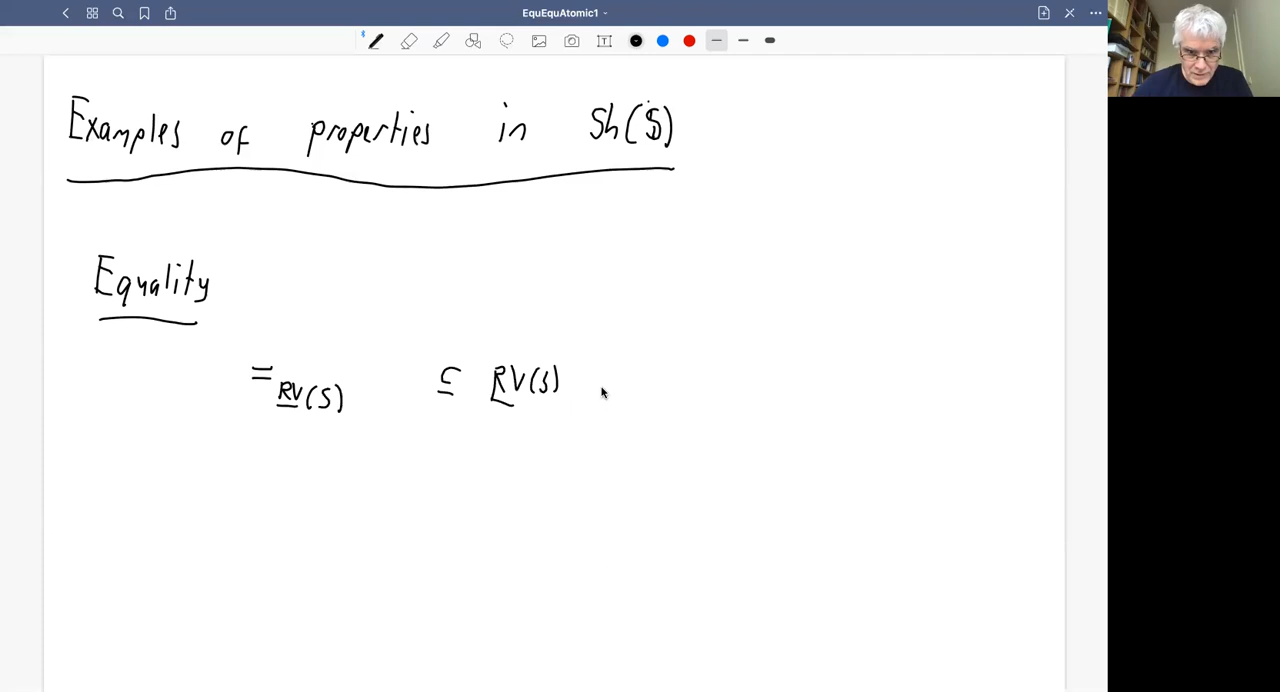 EquEquAtomic1
Examples of properties in Sh($)
Equality
=RV(S) ⊆ RV(S)